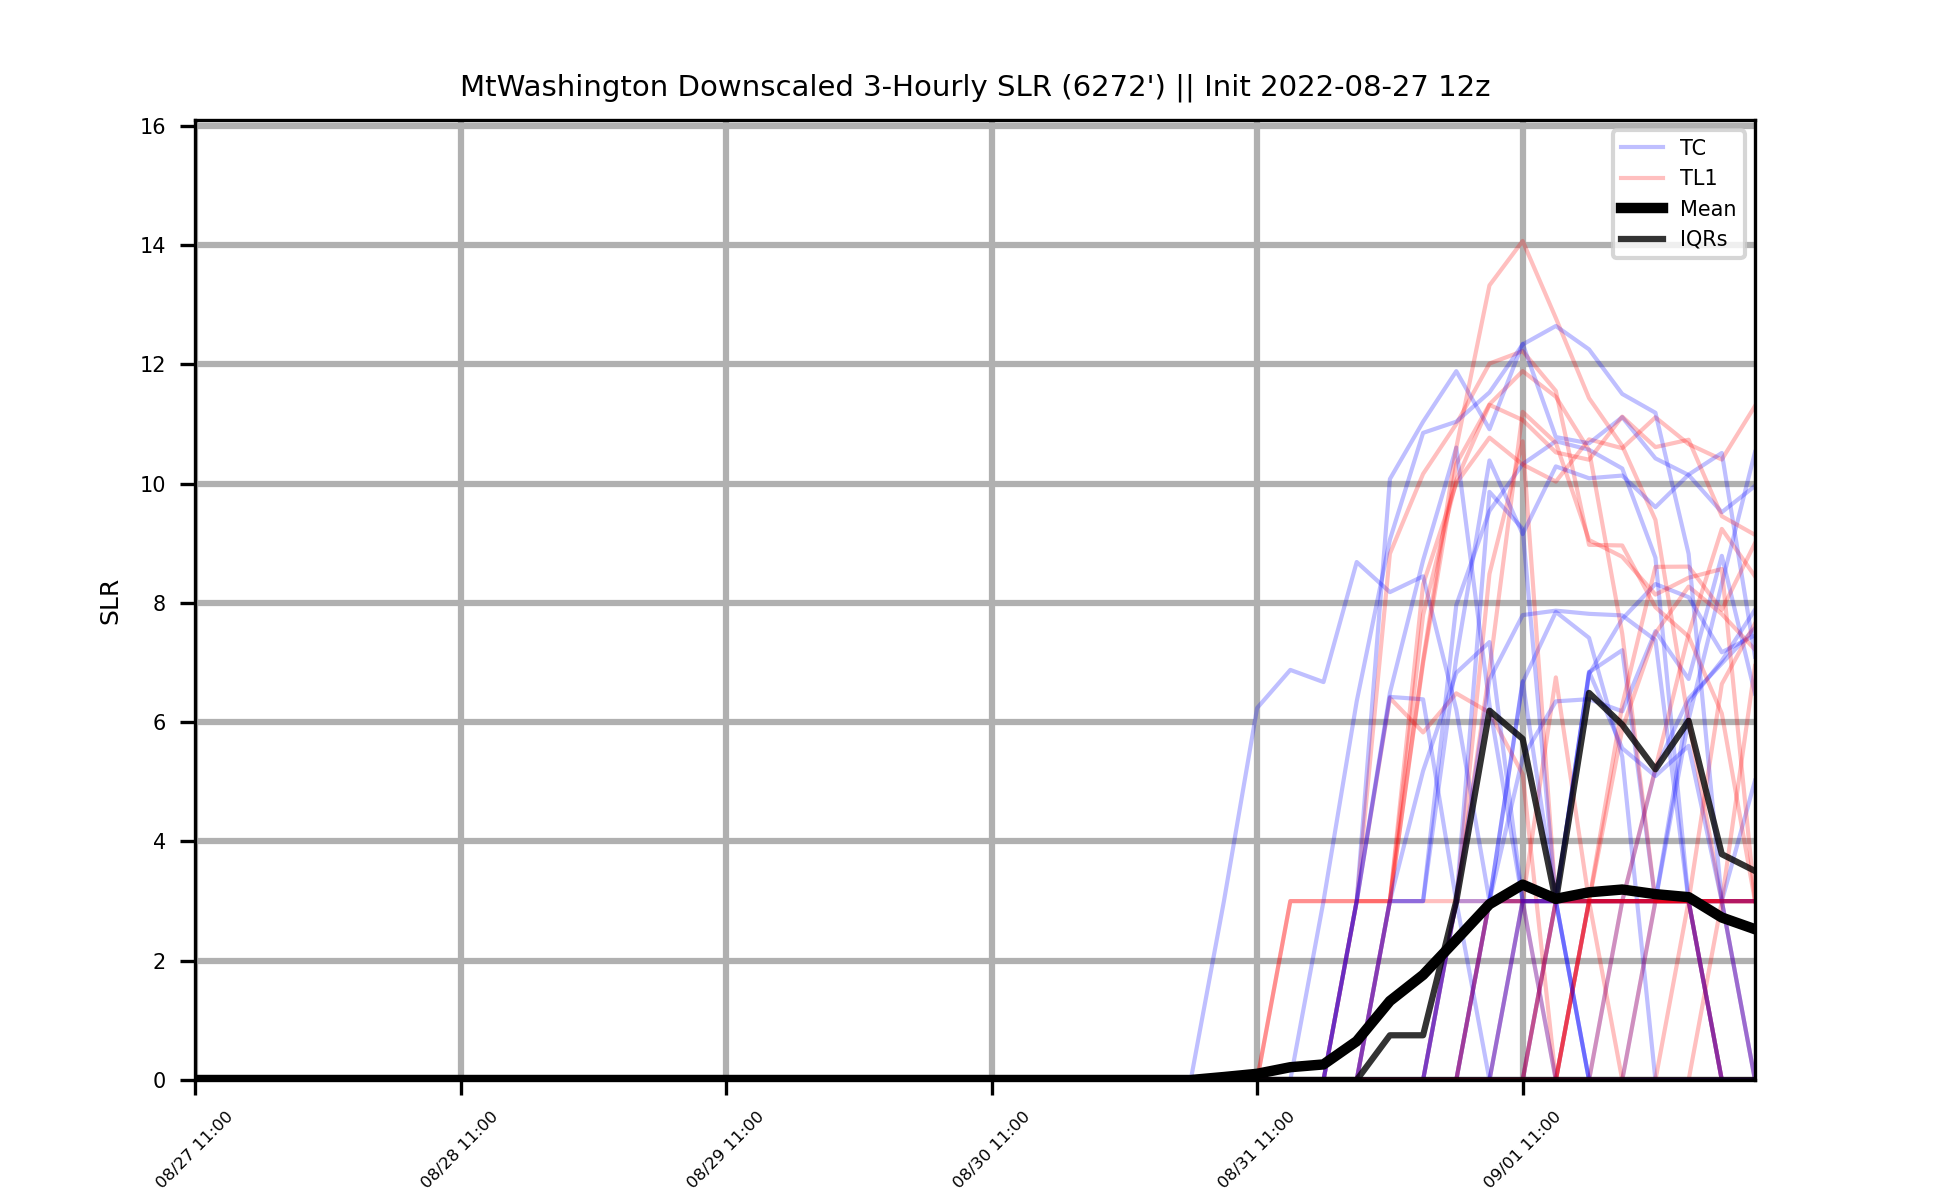 MtWashington Downscaled 3-Hourly SLR (6272') || Init 2022-08-27 12z
16
14
12
10
8
6
4
2
0
SLR
TC
TL1
Mean
IQRs
08/27 11:00
08/28 11:00
08/29 11:00
08/30 11:00
08/31 11:00
09/01 11:00